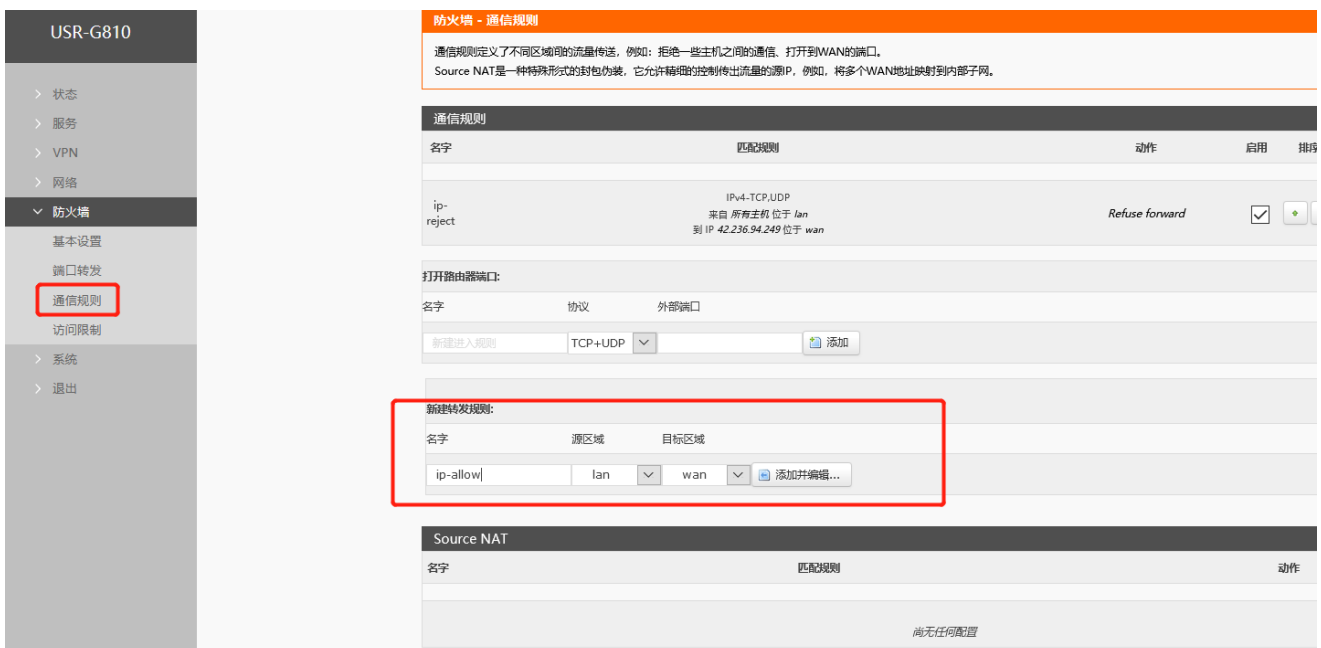 USR-G810
状态
服务
VPN
网络
防火墙
基本设置
端口转发
通信规则
访问限制
系统
退出
防火墙 - 通信规则
通信规则定义了不同区域间的流量传送，例如：拒绝一些主机之间的通信、打开到WAN的端口。
Source NAT是一种特殊形式的封包伪装，它允许精细的控制传出流量的源IP，例如，将多个WAN地址映射到内部子网。
通信规则
名字 匹配规则 动作 启用 排序
ip-
reject
IPv4-TCP,UDP
来自 所有主机 位于 lan
到 IP 42.236.94.249 位于 wan
Refuse forward
打开路由器端口:
名字 协议 外部端口
新建进入规则 TCP+UDP 添加
新建转发规则:
名字 源区域 目标区域
ip-allow lan wan 添加并编辑...
Source NAT
名字 匹配规则 动作
尚无任何配置